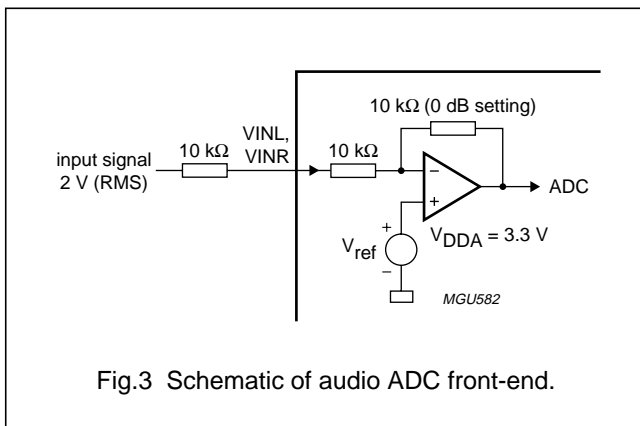 10 kΩ (0 dB setting)
input signal
2 V (RMS)
10 kΩ
VINL,
VINR
10 kΩ
−
+
ADC
V_DDA = 3.3 V
+
V_ref
−
MGU582
Fig.3 Schematic of audio ADC front-end.